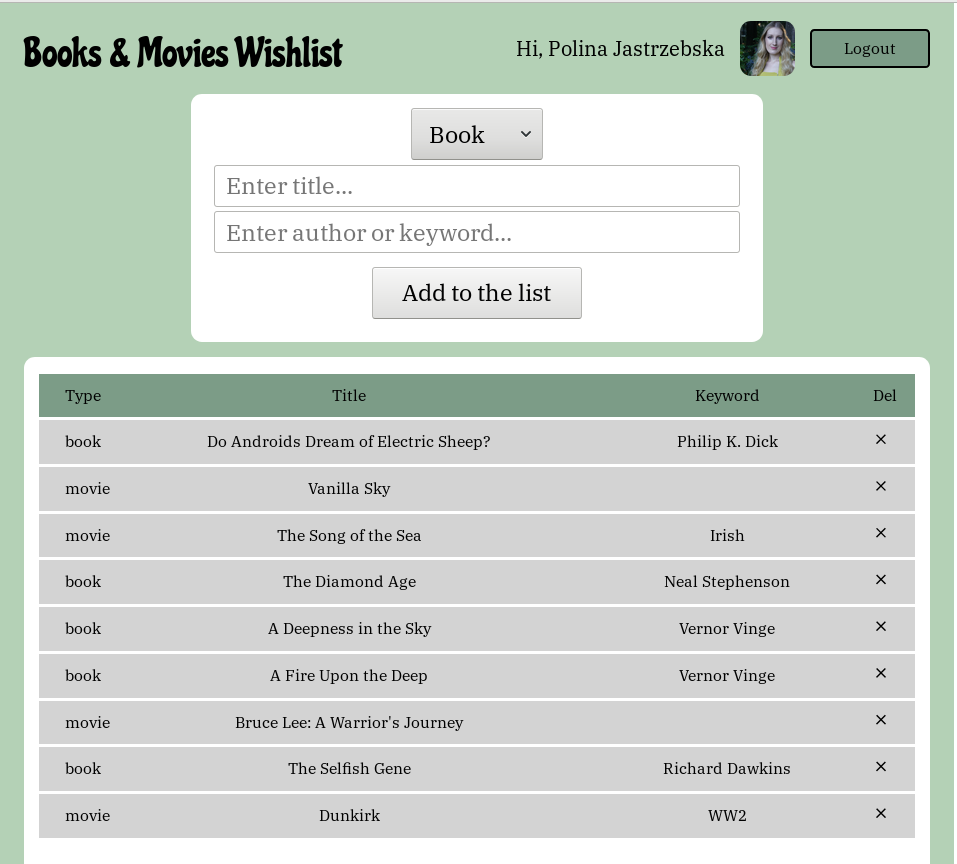 Books & Movies Wishlist
Hi, Polina Jastrzebska
Logout
Book
Enter title...
Enter author or keyword...
Add to the list
Type Title Keyword Del
book Do Androids Dream of Electric Sheep? Philip K. Dick ×
movie Vanilla Sky ×
movie The Song of the Sea Irish ×
book The Diamond Age Neal Stephenson ×
book A Deepness in the Sky Vernor Vinge ×
book A Fire Upon the Deep Vernor Vinge ×
movie Bruce Lee: A Warrior's Journey ×
book The Selfish Gene Richard Dawkins ×
movie Dunkirk WW2 ×